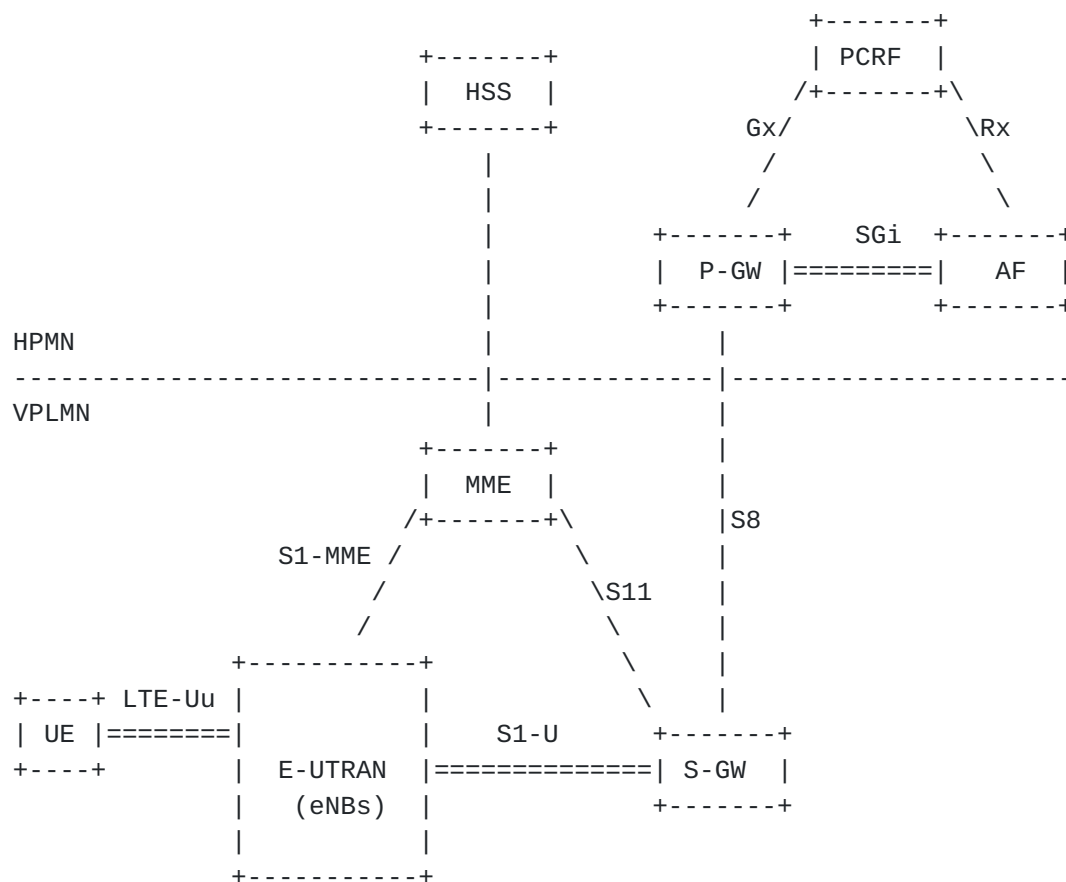 PCRF
HSS
Gx Rx
SGi
P-GW AF
HPMN
VPLMN
MME
S8
S1-MME
S11
LTE-Uu
UE S1-U
E-UTRAN S-GW
(eNBs)